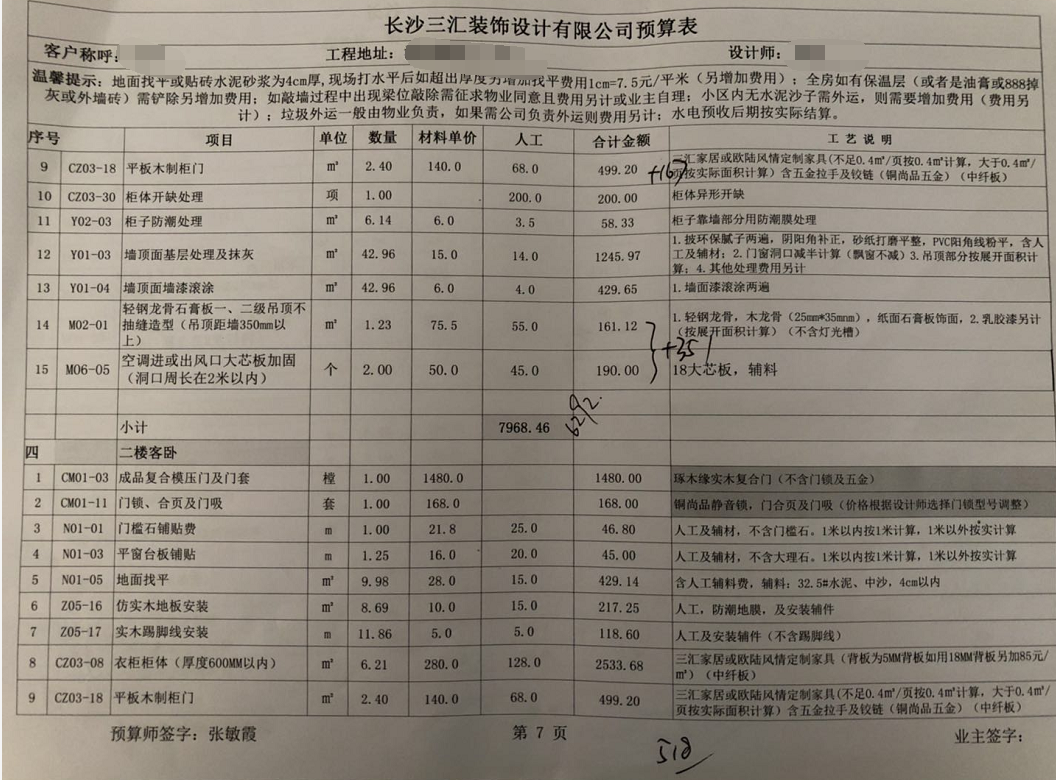 长沙三汇装饰设计有限公司预算表
客户称呼: 工程地址: 设计师:
温馨提示:地面找平或贴砖水泥砂浆为4cm厚,现场打水平后如超出厚度另增加找平费用1cm=7.5元/平米(另增加费用);全房如有保温层(或者是油膏或888掉
灰或外墙砖)需铲除另增加费用;如敲墙过程中出现梁位敲除需征求物业同意且费用另计或业主自理;小区内无水泥沙子需外运,则需要增加费用(费用另
计);垃圾外运一般由物业负责,如果需公司负责外运则费用另计;水电预收后期按实际结算。
序号 项目 单位 数量 材料单价 人工 合计金额 工艺说明
9 CZ03-18 平板木制柜门 m² 2.40 140.0 68.0 499.20 三汇家居或欧陆风情定制家具(不足0.4m²/页按0.4m²计算,大于0.4m²/
页按实际面积计算)含五金拉手及铰链(铜尚品五金)(中纤板)
10 CZ03-30 柜体开缺处理 项 1.00 200.0 200.00 柜体异形开缺
11 Y02-03 柜子防潮处理 m² 6.14 6.0 3.5 58.33 柜子靠墙部分用防潮膜处理
12 Y01-03 墙顶面基层处理及抹灰 m² 42.96 15.0 14.0 1245.97 1.披环保腻子两遍,阴阳角补正,砂纸打磨平整,PVC阳角线粉平,含人
工及辅材;2.门窗洞口减半计算(飘窗不减)3.吊顶部分按展开面积计
算;4.其他处理费用另计
13 Y01-04 墙顶面墙漆滚涂 m² 42.96 6.0 4.0 429.65 1.墙面漆滚涂两遍
14 M02-01 轻钢龙骨石膏板一、二级吊顶不
抽缝造型(吊顶距墙350mm以
上) m² 1.23 75.5 55.0 161.12 1.轻钢龙骨,木龙骨(25mm*35mm),纸面石膏板饰面,2.乳胶漆另计
(按展开面积计算)(不含灯光槽)
+35
15 M06-05 空调进或出风口大芯板加固
(洞口周长在2米以内) 个 2.00 50.0 45.0 190.00 18大芯板,辅料
小计 7968.46
四 二楼客卧
1 CM01-03 成品复合模压门及门套 樘 1.00 1480.0 1480.00 琢木缘实木复合门(不含门锁及五金)
2 CM01-11 门锁、合页及门吸 套 1.00 168.0 168.00 铜尚品静音锁,门合页及门吸(价格根据设计师选择门锁型号调整)
3 N01-01 门槛石铺贴费 m 1.00 21.8 25.0 46.80 人工及辅材,不含门槛石。1米以内按1米计算,1米以外按实计算
4 N01-03 平窗台板铺贴 m 1.25 16.0 20.0 45.00 人工及辅材,不含大理石。1米以内按1米计算,1米以外按实计算
5 N01-05 地面找平 m² 9.98 28.0 15.0 429.14 含人工辅料费,辅料:32.5#水泥、中沙,4cm以内
6 Z05-16 仿实木地板安装 m² 8.69 10.0 15.0 217.25 人工,防潮地膜,及安装辅件
7 Z05-17 实木踢脚线安装 m 11.86 5.0 5.0 118.60 人工及安装辅件(不含踢脚线)
8 CZ03-08 衣柜柜体(厚度600MM以内) m² 6.21 280.0 128.0 2533.68 三汇家居或欧陆风情定制家具(背板为5MM背板如用18MM背板另加85元/
m²)(中纤板)
9 CZ03-18 平板木制柜门 m² 2.40 140.0 68.0 499.20 三汇家居或欧陆风情定制家具(不足0.4m²/页按0.4m²计算,大于0.4m²/
页按实际面积计算)含五金拉手及铰链(铜尚品五金)(中纤板)
预算师签字:张敏霞 第 7 页 业主签字:
518